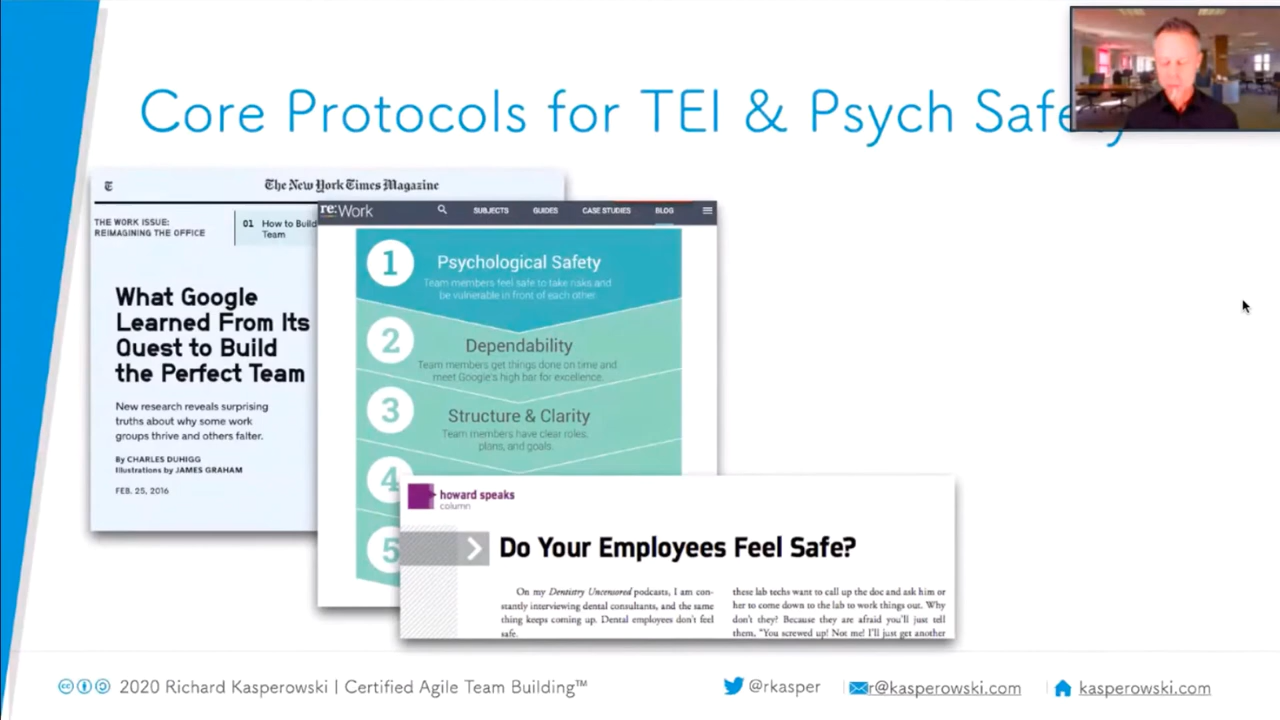 Core Protocols for TEI & Psych Safety
The New York Times Magazine
THE WORK ISSUE:
REIMAGINING THE OFFICE
01 How to Build
Team
What Google
Learned From Its
Quest to Build
the Perfect Team
New research reveals surprising
truths about why some work
groups thrive and others falter.
By CHARLES DUHIGG
Illustrations by JAMES GRAHAM
FEB. 25, 2016
re:Work
SUBJECTS GUIDES CASE STUDIES BLOG
1 Psychological Safety
Team members feel safe to take risks and
be vulnerable in front of each other.
2 Dependability
Team members get things done on time and
meet Google's high bar for excellence.
3 Structure & Clarity
Team members have clear roles,
plans, and goals.
4
5
howard speaks
column
Do Your Employees Feel Safe?
On my Dentistry Uncensored podcasts, I am con-
stantly interviewing dental consultants, and the same
thing keeps coming up. Dental employees don't feel
safe.
these lab techs want to call up the doc and ask him or
her to come down to the lab to work things out. Why
don't they? Because they are afraid you'll just tell
them, "You screwed up! Not me! I'll just get another
2020 Richard Kasperowski | Certified Agile Team Building™
@rkasper
r@kasperowski.com
kasperowski.com